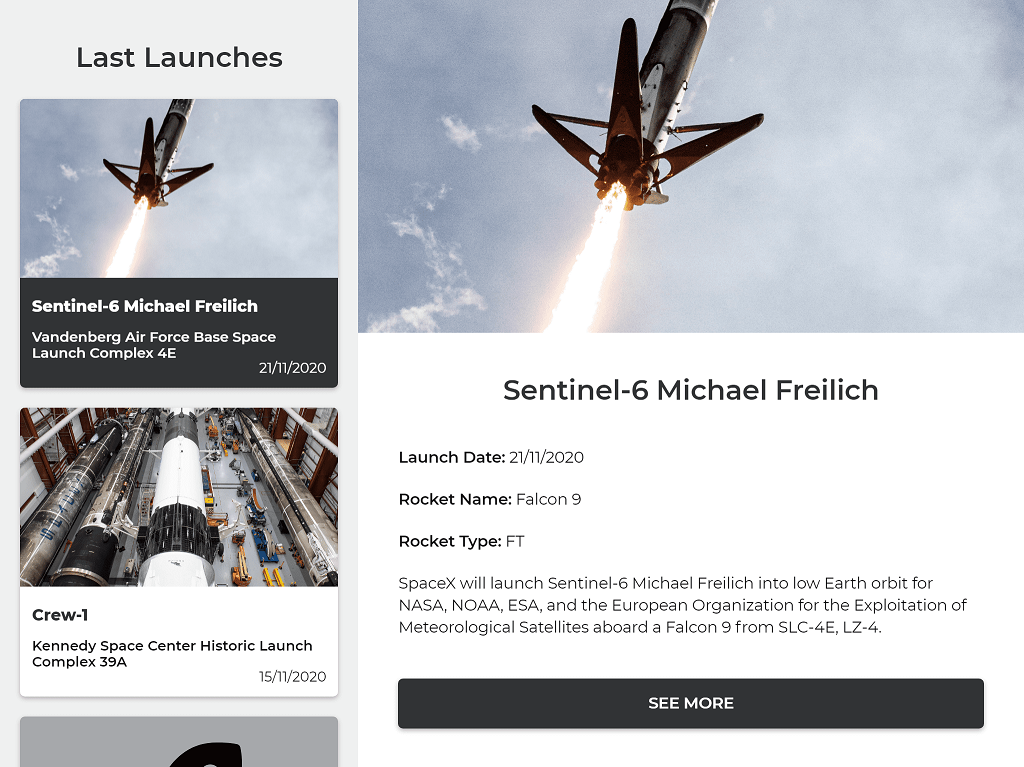 Last Launches
Sentinel-6 Michael Freilich
Vandenberg Air Force Base Space
Launch Complex 4E
21/11/2020
Crew-1
Kennedy Space Center Historic Launch
Complex 39A
15/11/2020
Sentinel-6 Michael Freilich
Launch Date: 21/11/2020
Rocket Name: Falcon 9
Rocket Type: FT
SpaceX will launch Sentinel-6 Michael Freilich into low Earth orbit for
NASA, NOAA, ESA, and the European Organization for the Exploitation of
Meteorological Satellites aboard a Falcon 9 from SLC-4E, LZ-4.
SEE MORE